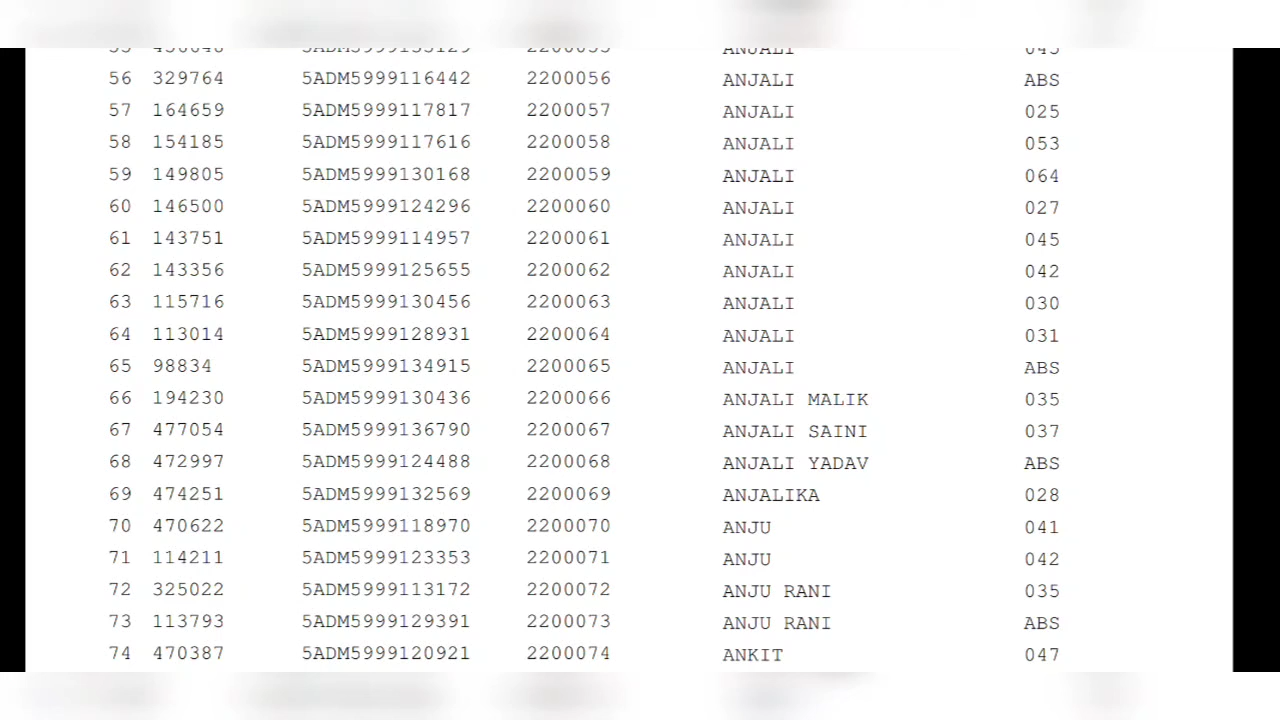 56 329764 5ADM5999116442 2200056 ANJALI ABS
57 164659 5ADM5999117817 2200057 ANJALI 025
58 154185 5ADM5999117616 2200058 ANJALI 053
59 149805 5ADM5999130168 2200059 ANJALI 064
60 146500 5ADM5999124296 2200060 ANJALI 027
61 143751 5ADM5999114957 2200061 ANJALI 045
62 143356 5ADM5999125655 2200062 ANJALI 042
63 115716 5ADM5999130456 2200063 ANJALI 030
64 113014 5ADM5999128931 2200064 ANJALI 031
65 98834 5ADM5999134915 2200065 ANJALI ABS
66 194230 5ADM5999130436 2200066 ANJALI MALIK 035
67 477054 5ADM5999136790 2200067 ANJALI SAINI 037
68 472997 5ADM5999124488 2200068 ANJALI YADAV ABS
69 474251 5ADM5999132569 2200069 ANJALIKA 028
70 470622 5ADM5999118970 2200070 ANJU 041
71 114211 5ADM5999123353 2200071 ANJU 042
72 325022 5ADM5999113172 2200072 ANJU RANI 035
73 113793 5ADM5999129391 2200073 ANJU RANI ABS
74 470387 5ADM5999120921 2200074 ANKIT 047